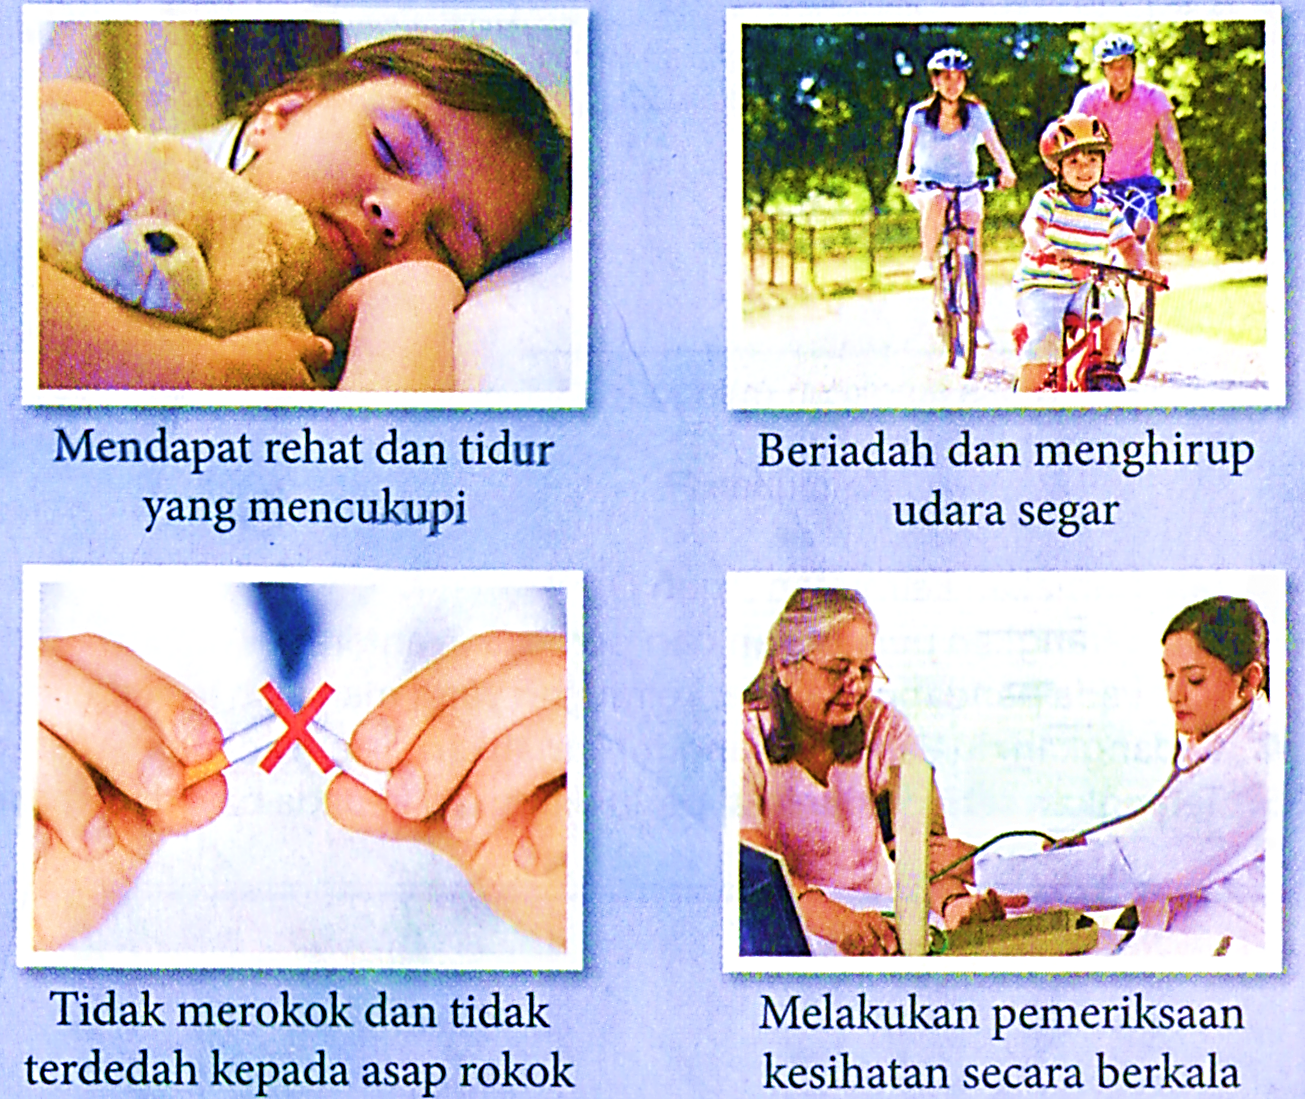 Mendapat rehat dan tidur
yang mencukupi
Beriadah dan menghirup
udara segar
Tidak merokok dan tidak
terdedah kepada asap rokok
Melakukan pemeriksaan
kesihatan secara berkala